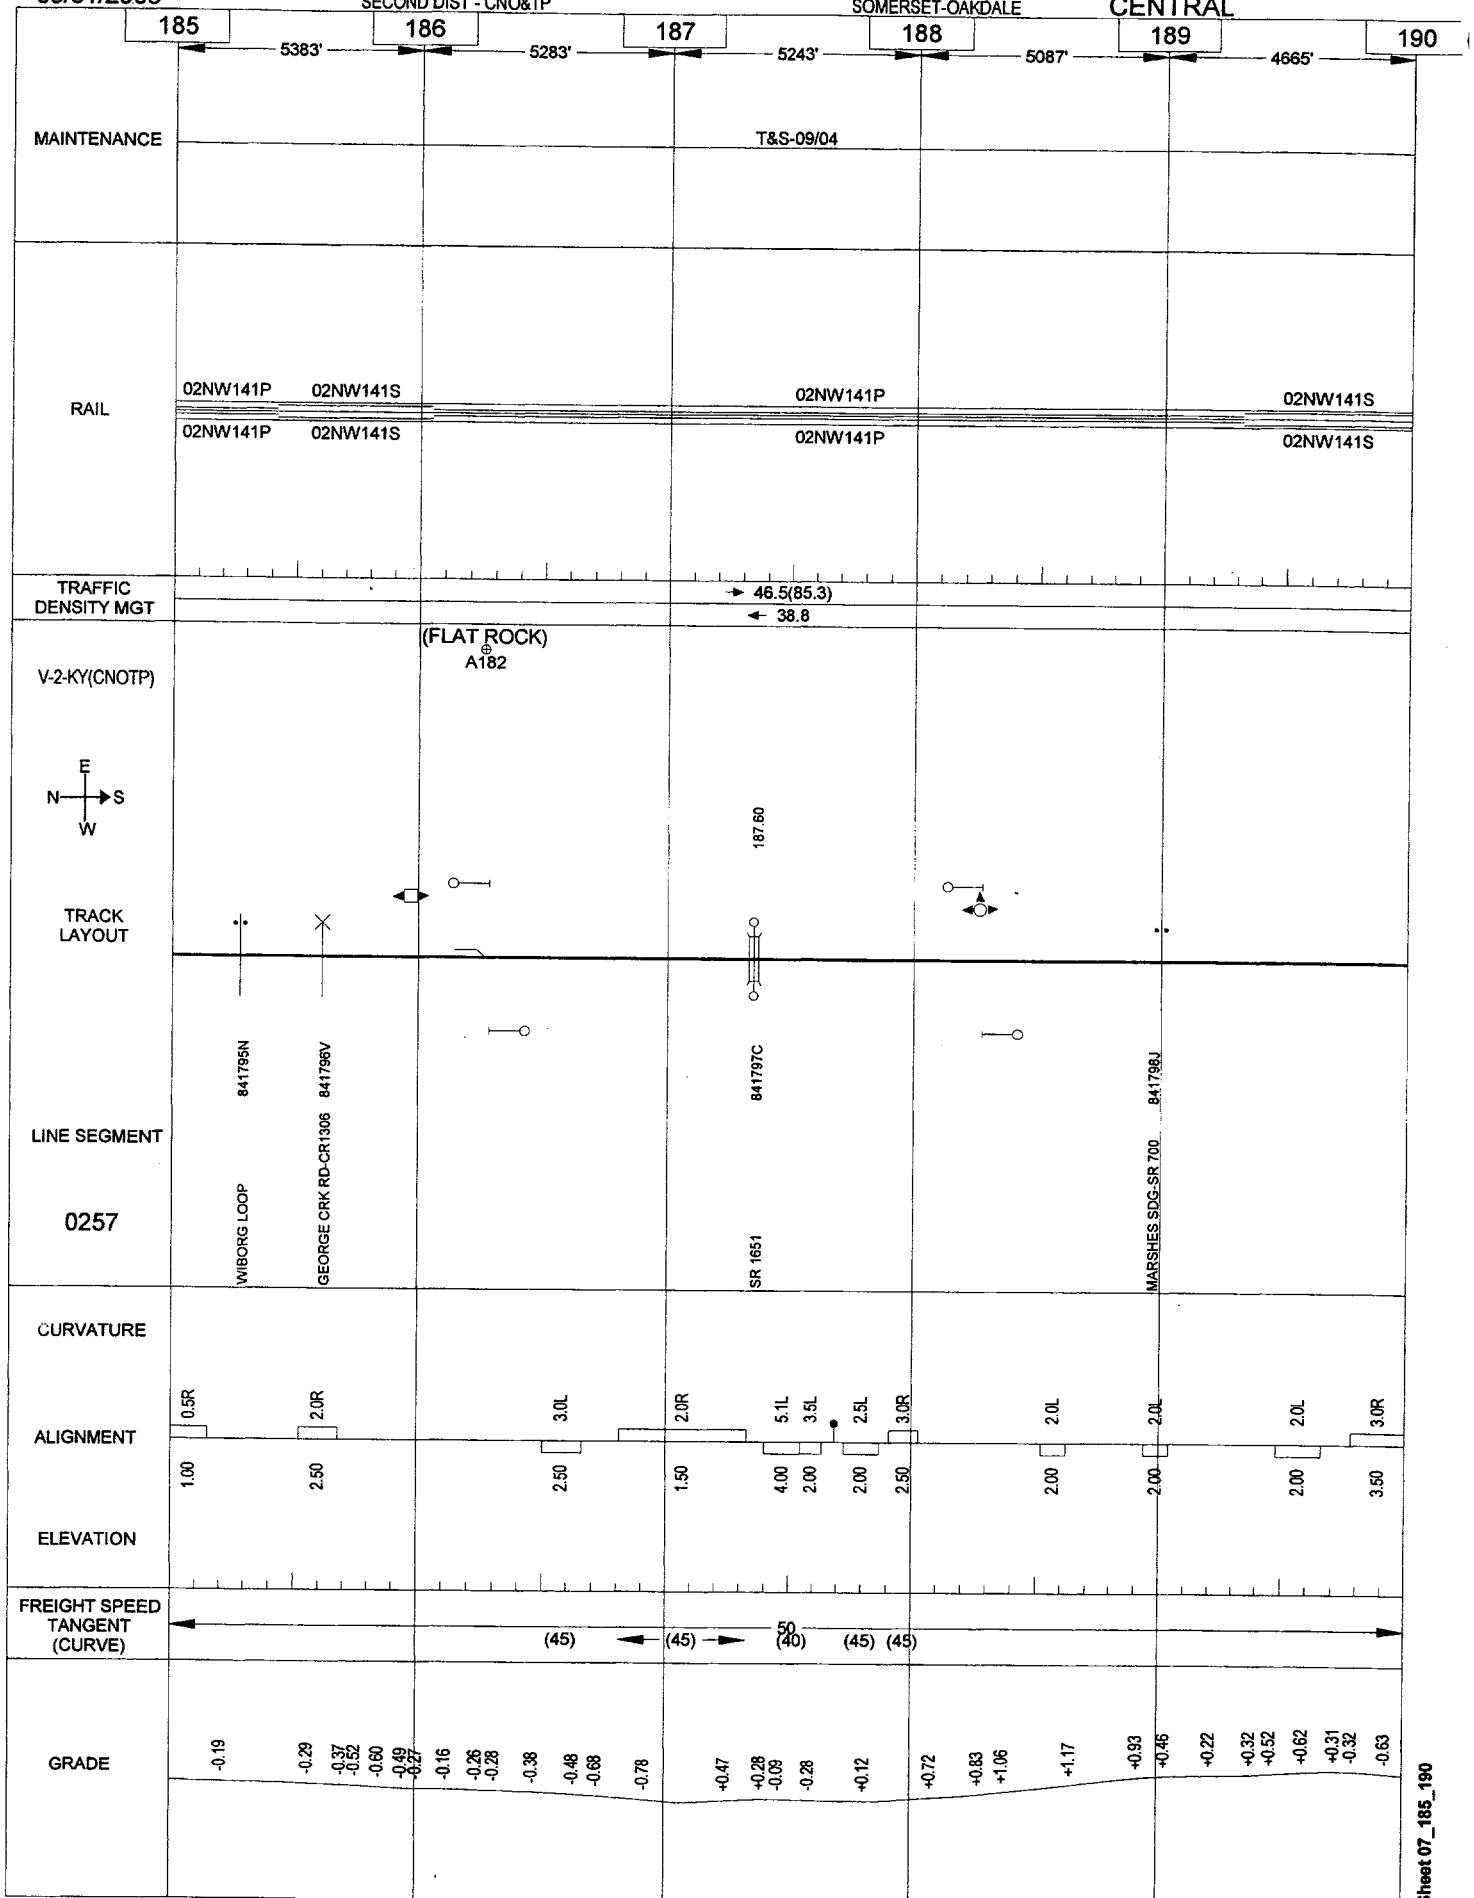 SECOND DIST - CNO&TP
SOMERSET-OAKDALE
CENTRAL
185 186 187 188 189 190
5383' 5283' 5243' 5087' 4665'
MAINTENANCE
T&S-09/04
02NW141P 02NW141S 02NW141P 02NW141S
RAIL
02NW141P 02NW141S 02NW141P 02NW141S
TRAFFIC
DENSITY MGT
46.5(85.3)
38.8
(FLAT ROCK)
A182
V-2-KY(CNOTP)
E
N S
W
187.60
TRACK
LAYOUT
841795N
841796V
841797C
841798J
LINE SEGMENT
0257
WIBORG LOOP
GEORGE CRK RD-CR1306
SR 1651
MARSHES SDG-SR 700
CURVATURE
0.5R 2.0R 3.0L 2.0R 5.1L 3.5L 2.5L 3.0R 2.0L 2.0L 2.0L 3.0R
ALIGNMENT
1.00 2.50 2.50 1.50 4.00 2.00 2.00 2.50 2.00 2.00 2.00 3.50
ELEVATION
FREIGHT SPEED
TANGENT
(CURVE)
50
(45) (45) (40) (45) (45)
GRADE
-0.19 -0.29 -0.37 -0.52 -0.60 -0.49 -0.27 -0.16 -0.26 -0.28 -0.38 -0.48 -0.68 -0.78 +0.47 +0.28 -0.09 -0.28 +0.12 +0.72 +0.83 +1.06 +1.17 +0.93 +0.46 +0.22 +0.32 +0.52 +0.62 +0.31 -0.32 -0.63
Sheet 07_185_190